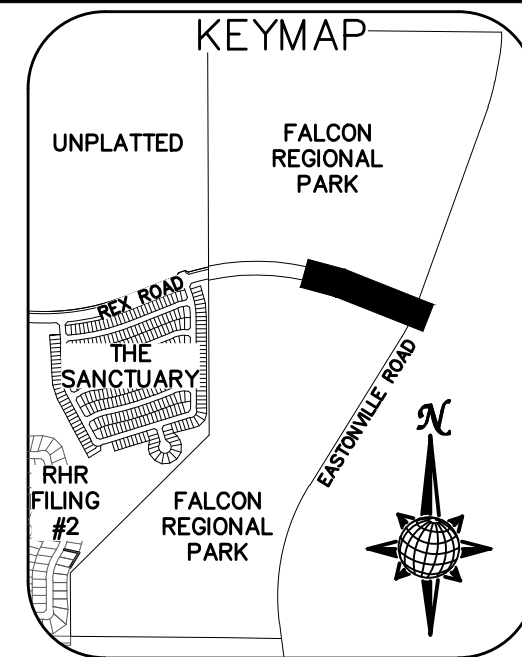 KEYMAP
UNPLATTED
FALCON
REGIONAL
PARK
REX ROAD
THE
SANCTUARY
EASTONVILLE ROAD
N
RHR
FILING
#2
FALCON
REGIONAL
PARK